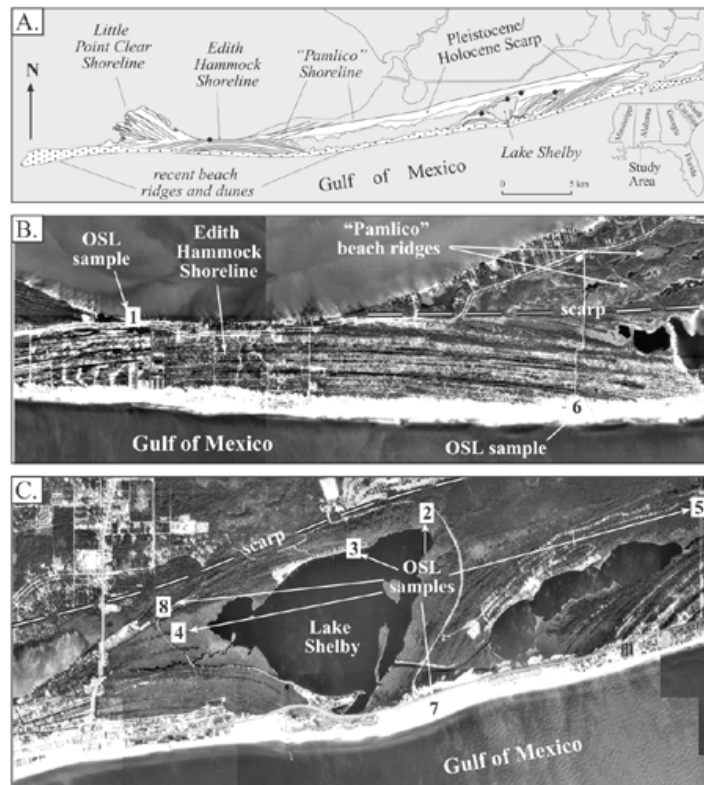 A.
Little
Point Clear
Shoreline
Edith
Hammock
Shoreline
"Pamlico"
Shoreline
Pleistocene/
Holocene Scarp
N
Lake Shelby
recent beach
ridges and dunes
Gulf of Mexico
0 5 km
Mississippi
Alabama
Georgia
South
Carolina
Florida
Study
Area
B.
OSL
sample
Edith
Hammock
Shoreline
"Pamlico"
beach ridges
1
scarp
6
Gulf of Mexico
OSL sample
C.
scarp
2
5
3
OSL
samples
8
4
Lake
Shelby
7
Gulf of Mexico